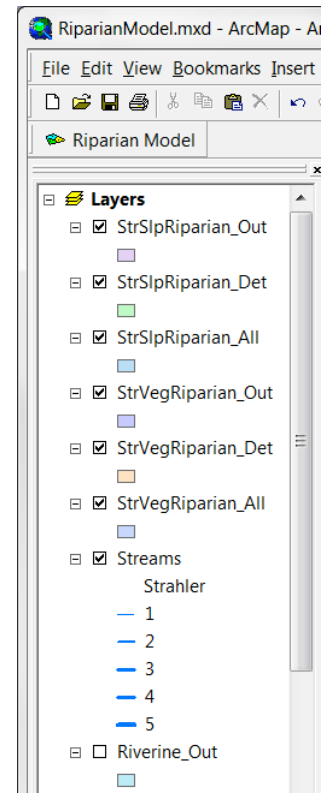 RiparianModel.mxd - ArcMap - Ar
File Edit View Bookmarks Insert
Riparian Model
x
Layers
StrSlpRiparian_Out
StrSlpRiparian_Det
StrSlpRiparian_All
StrVegRiparian_Out
StrVegRiparian_Det
StrVegRiparian_All
Streams
Strahler
1
2
3
4
5
Riverine_Out